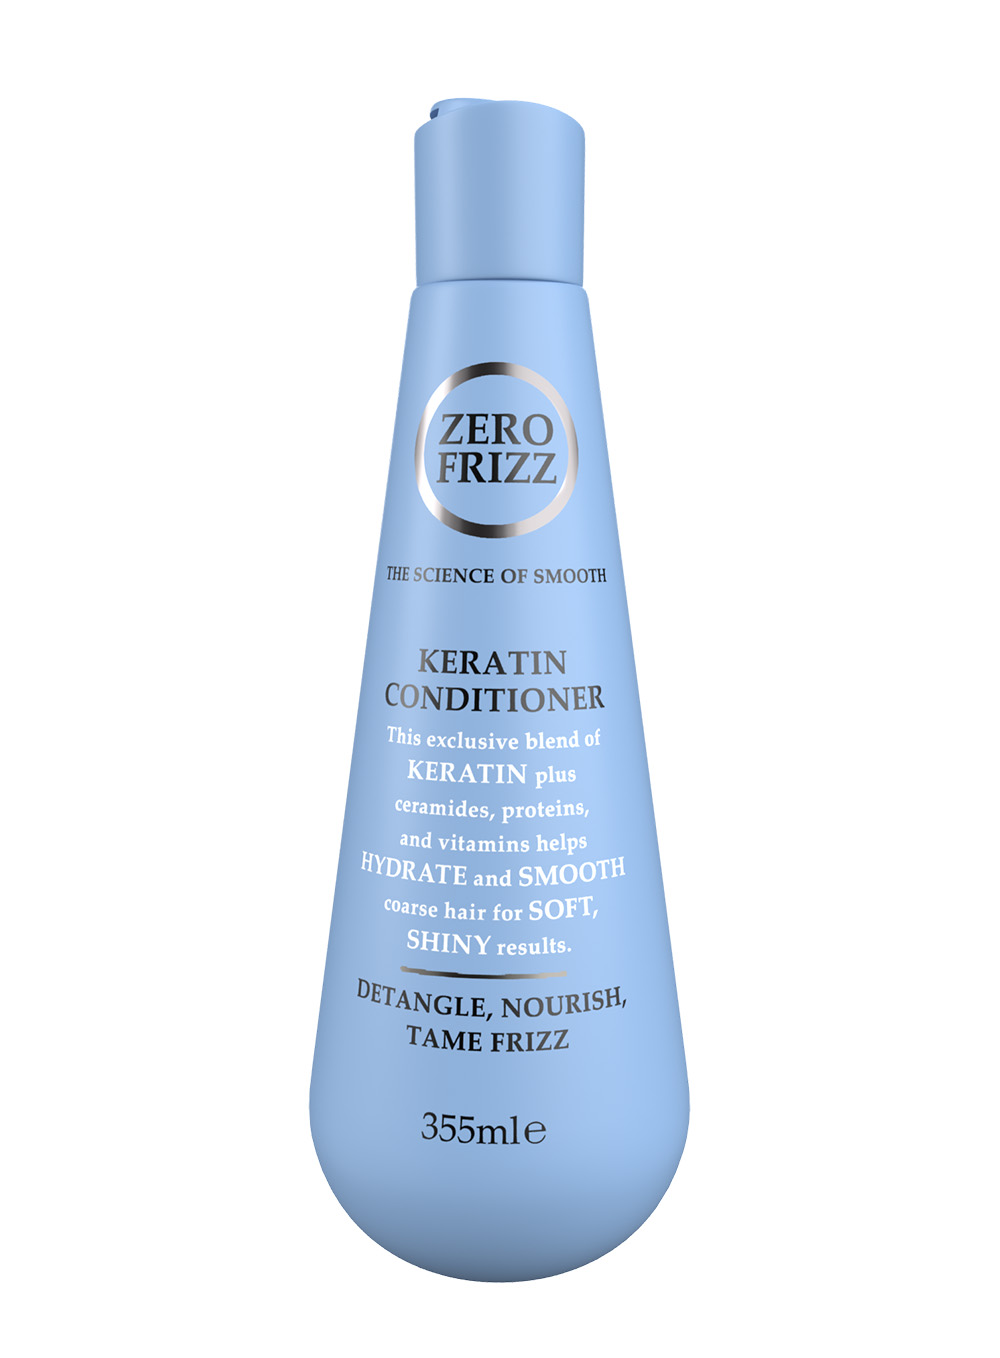 ZERO
FRIZZ
THE SCIENCE OF SMOOTH
KERATIN
CONDITIONER
This exclusive blend of
KERATIN plus
ceramides, proteins,
and vitamins helps
HYDRATE and SMOOTH
coarse hair for SOFT,
SHINY results.
DETANGLE, NOURISH,
TAME FRIZZ
355ml℮